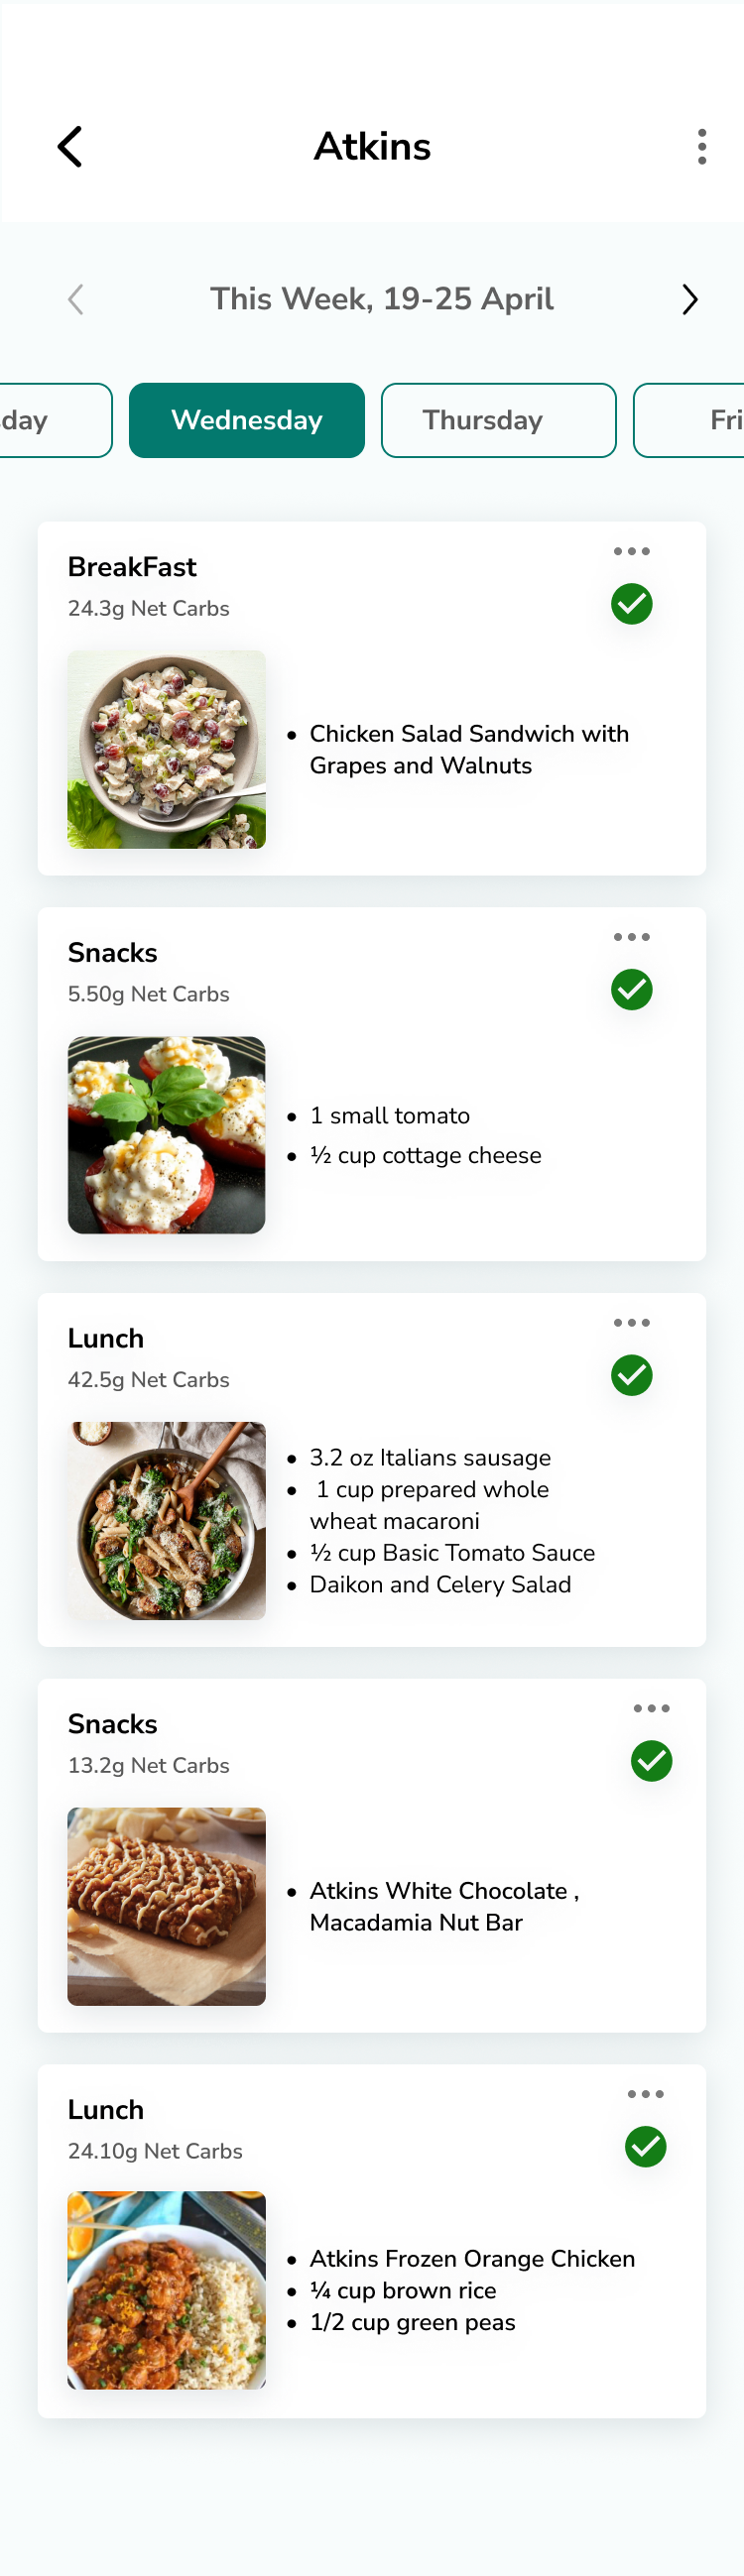 Atkins
This Week, 19-25 April
day
Wednesday
Thursday
Fri
BreakFast
24.3g Net Carbs
• Chicken Salad Sandwich with
Grapes and Walnuts
Snacks
5.50g Net Carbs
• 1 small tomato
• ½ cup cottage cheese
Lunch
42.5g Net Carbs
• 3.2 oz Italians sausage
• 1 cup prepared whole
wheat macaroni
• ½ cup Basic Tomato Sauce
• Daikon and Celery Salad
Snacks
13.2g Net Carbs
• Atkins White Chocolate ,
Macadamia Nut Bar
Lunch
24.10g Net Carbs
• Atkins Frozen Orange Chicken
• ¼ cup brown rice
• 1/2 cup green peas